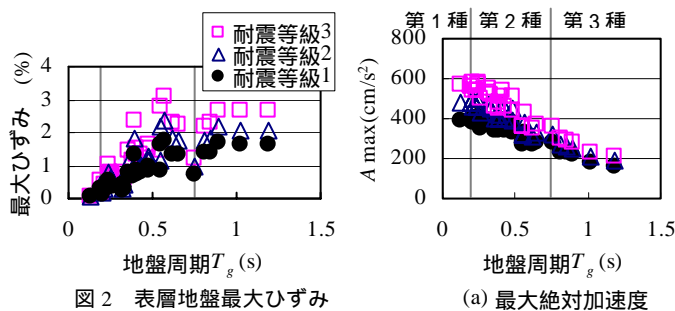 □ 耐震等級3
△ 耐震等級2
● 耐震等級1
最大ひずみ (%)
4
3
2
1
0
0 0.5 1 1.5
地盤周期Tg (s)
図 2 表層地盤最大ひずみ
第 1 種 第 2 種 第 3 種
A max(cm/s²)
800
600
400
200
0
0 0.5 1 1.5
地盤周期Tg (s)
(a) 最大絶対加速度